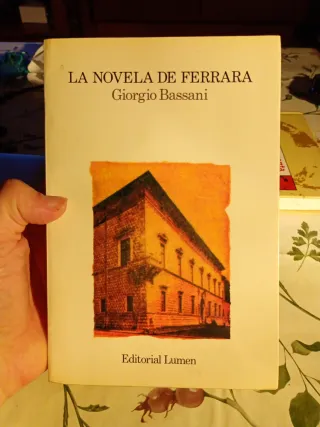 LA NOVELA DE FERRARA
Giorgio Bassani
Editorial Lumen